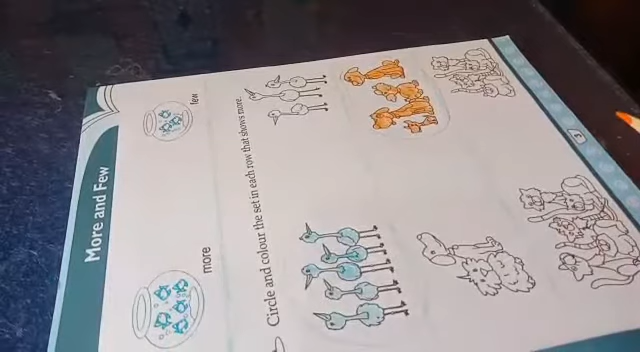 More and Few
more
few
Circle and colour the set in each row that shows more.